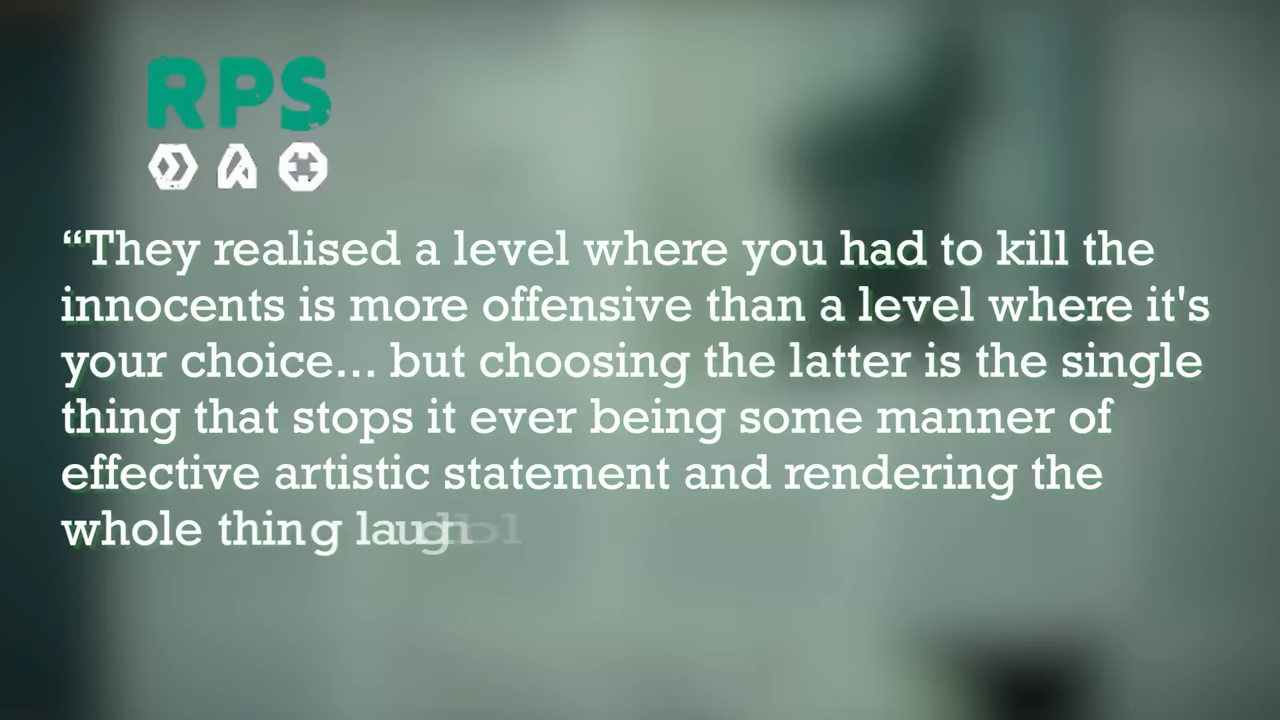 RPS
“They realised a level where you had to kill the
innocents is more offensive than a level where it's
your choice... but choosing the latter is the single
thing that stops it ever being some manner of
effective artistic statement and rendering the
whole thing